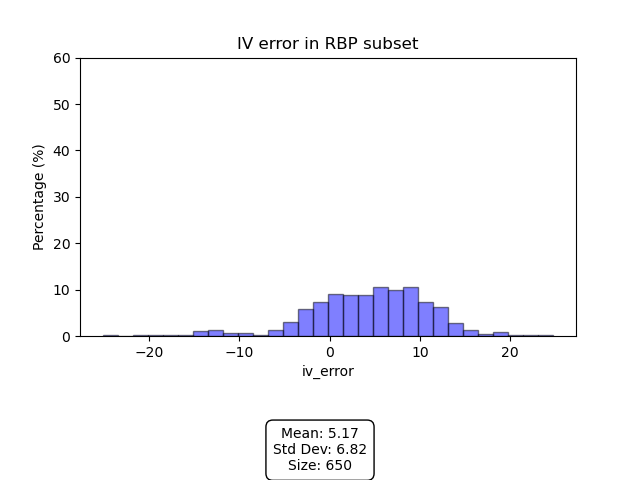 IV error in RBP subset
60
50
40
30
20
10
0
Percentage (%)
−20
−10
0
10
20
iv_error
Mean: 5.17
Std Dev: 6.82
Size: 650